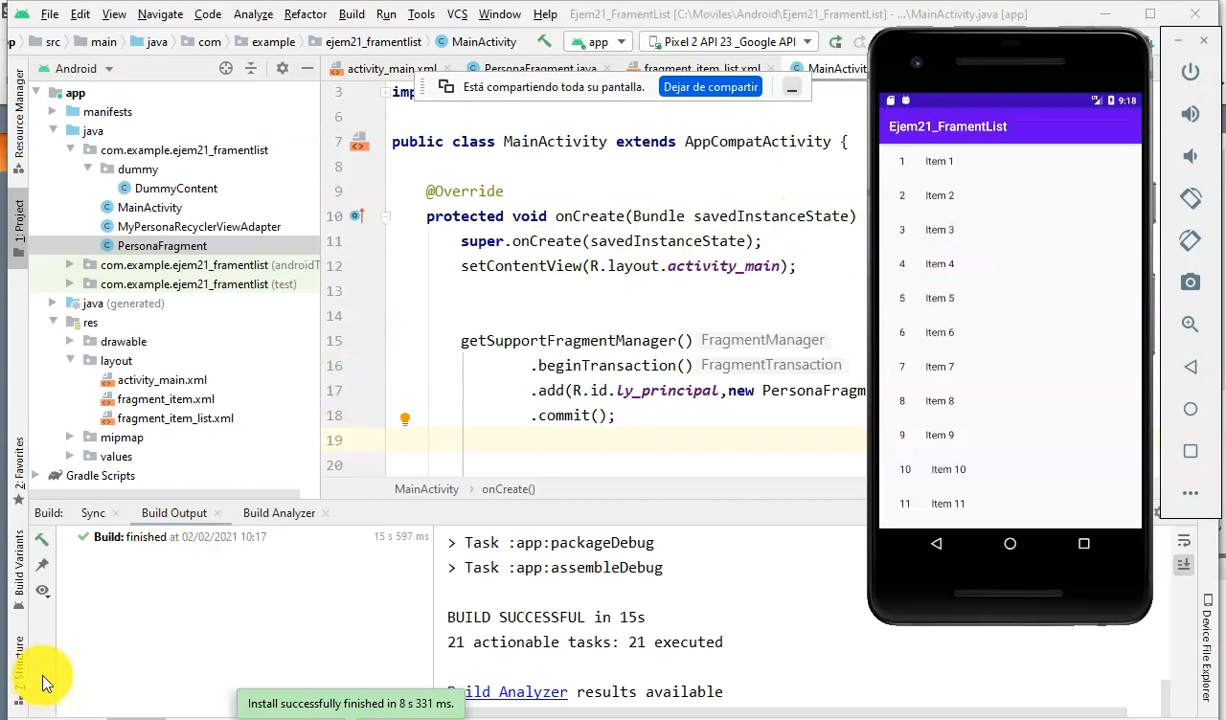 File Edit View Navigate Code Analyze Refactor Build Run Tools VCS Window Help Ejem21_FramentList [C:\Moviles\Android\Ejem21_FramentList] - ...\MainActivity.java [app]
src main java com example ejem21_framentlist MainActivity app Pixel 2 API 23 _Google API
Android
activity_main.xml PersonaFragment.java fragment_item_list.xml MainActivity
Está compartiendo toda su pantalla. Dejar de compartir
Resource Manager
1: Project
2: Favorites
Build Variants
7: Structure
app
manifests
java
com.example.ejem21_framentlist
dummy
DummyContent
MainActivity
MyPersonaRecyclerViewAdapter
PersonaFragment
com.example.ejem21_framentlist (androidT
com.example.ejem21_framentlist (test)
java (generated)
res
drawable
layout
activity_main.xml
fragment_item.xml
fragment_item_list.xml
mipmap
values
Gradle Scripts
3 imp
6
7 public class MainActivity extends AppCompatActivity {
8
9 @Override
10 protected void onCreate(Bundle savedInstanceState)
11 super.onCreate(savedInstanceState);
12 setContentView(R.layout.activity_main);
13
14
15 getSupportFragmentManager() FragmentManager
16 .beginTransaction() FragmentTransaction
17 .add(R.id.ly_principal,new PersonaFragm
18 .commit();
19
20
MainActivity onCreate()
9:18
Ejem21_FramentList
1 Item 1
2 Item 2
3 Item 3
4 Item 4
5 Item 5
6 Item 6
7 Item 7
8 Item 8
9 Item 9
10 Item 10
11 Item 11
Build: Sync Build Output Build Analyzer
Build: finished at 02/02/2021 10:17 15 s 597 ms
> Task :app:packageDebug
> Task :app:assembleDebug
BUILD SUCCESSFUL in 15s
21 actionable tasks: 21 executed
Build Analyzer results available
Install successfully finished in 8 s 331 ms.
Device File Explorer